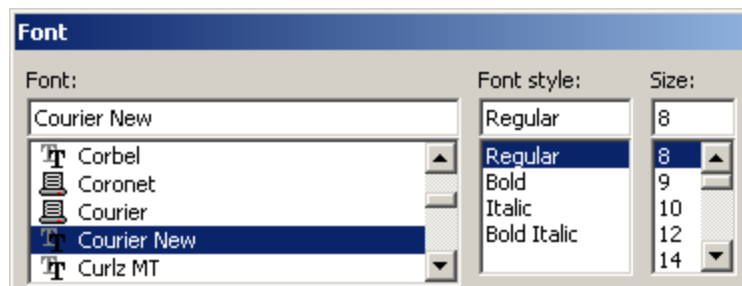 Font
Font: Font style: Size:
Courier New Regular 8
Corbel Regular 8
Coronet Bold 9
Courier Italic 10
Courier New Bold Italic 12
Curlz MT 14